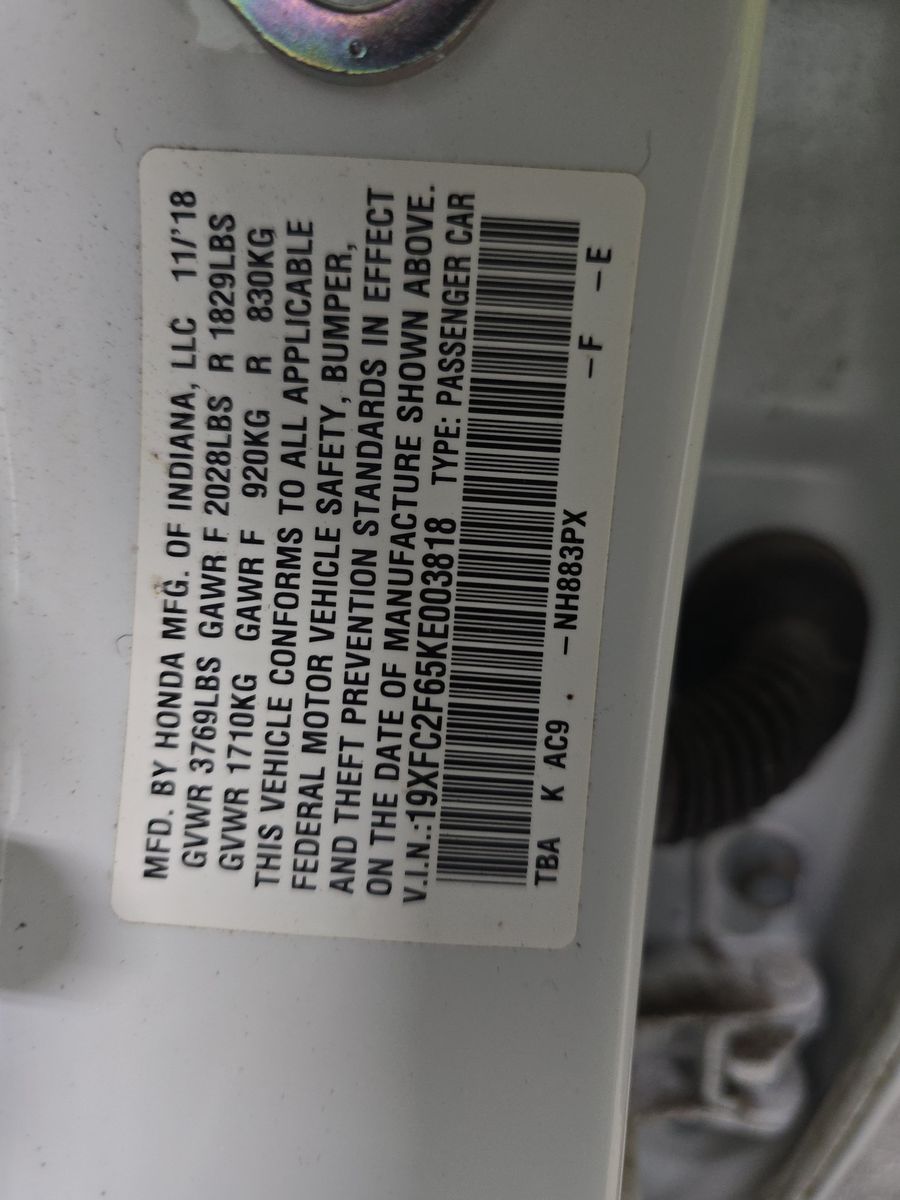 MFD. BY HONDA MFG. OF INDIANA, LLC 11/'18
GVWR 3769LBS GAWR F 2028LBS R 1829LBS
GVWR 1710KG GAWR F 920KG R 830KG
THIS VEHICLE CONFORMS TO ALL APPLICABLE
FEDERAL MOTOR VEHICLE SAFETY, BUMPER,
AND THEFT PREVENTION STANDARDS IN EFFECT
ON THE DATE OF MANUFACTURE SHOWN ABOVE.
V.I.N.:19XFC2F65KE003818 TYPE: PASSENGER CAR
TBA K AC9 . -NH883PX -F -E